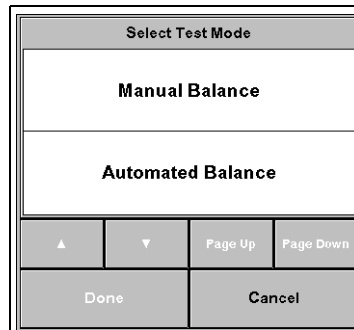 Select Test Mode
Manual Balance
Automated Balance
▲ ▼ Page Up Page Down
Done Cancel